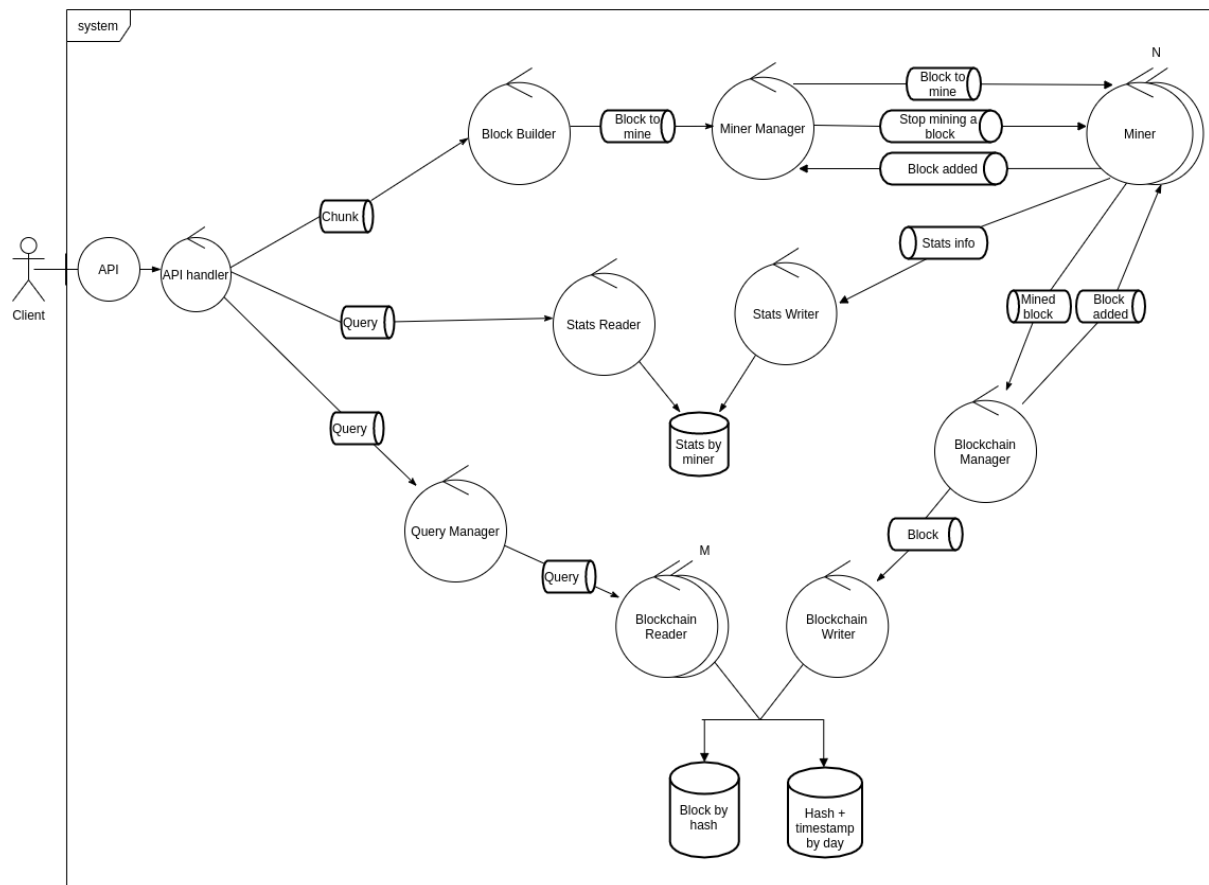 system
N
Block to
mine
Block Builder
Block to
mine
Miner Manager
Stop mining a
block
Miner
Block added
Chunk
Stats info
API
API handler
Client
Query
Stats Reader
Stats Writer
Mined
block
Block
added
Query
Stats by
miner
Blockchain
Manager
Query Manager
Block
M
Query
Blockchain
Reader
Blockchain
Writer
Block by
hash
Hash +
timestamp
by day